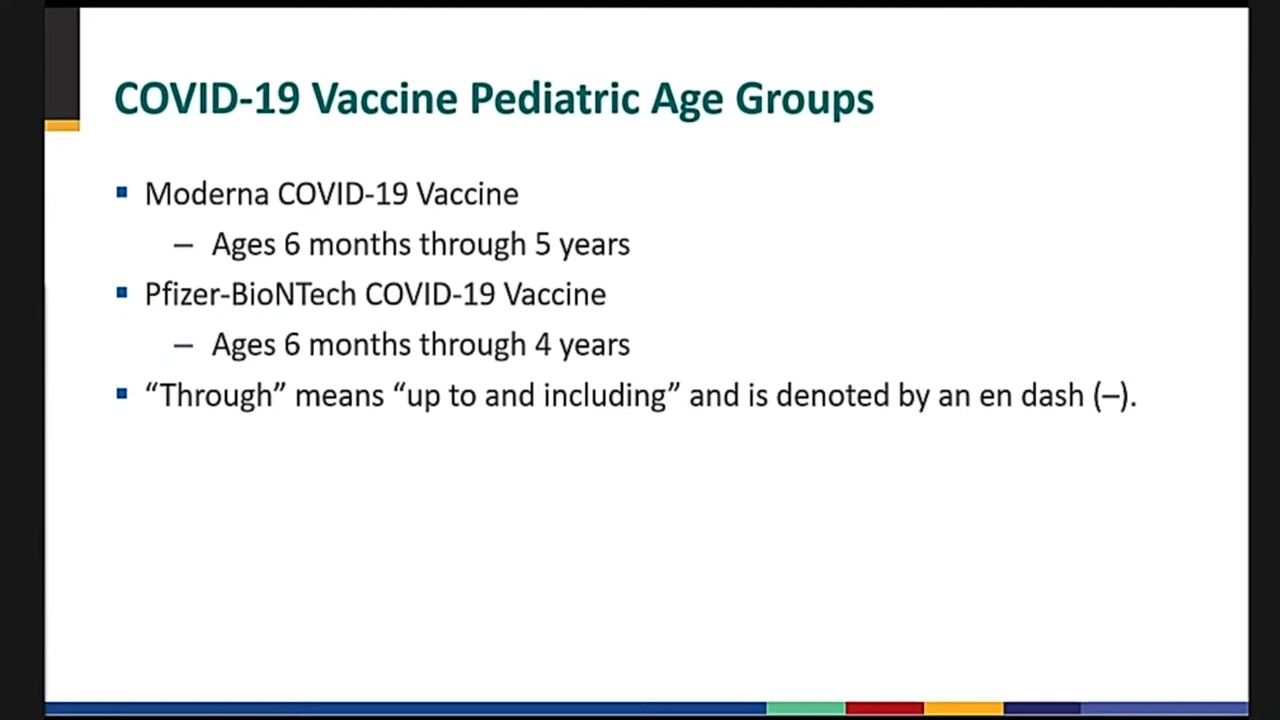 COVID-19 Vaccine Pediatric Age Groups
▪ Moderna COVID-19 Vaccine
– Ages 6 months through 5 years
▪ Pfizer-BioNTech COVID-19 Vaccine
– Ages 6 months through 4 years
▪ “Through” means “up to and including” and is denoted by an en dash (–).